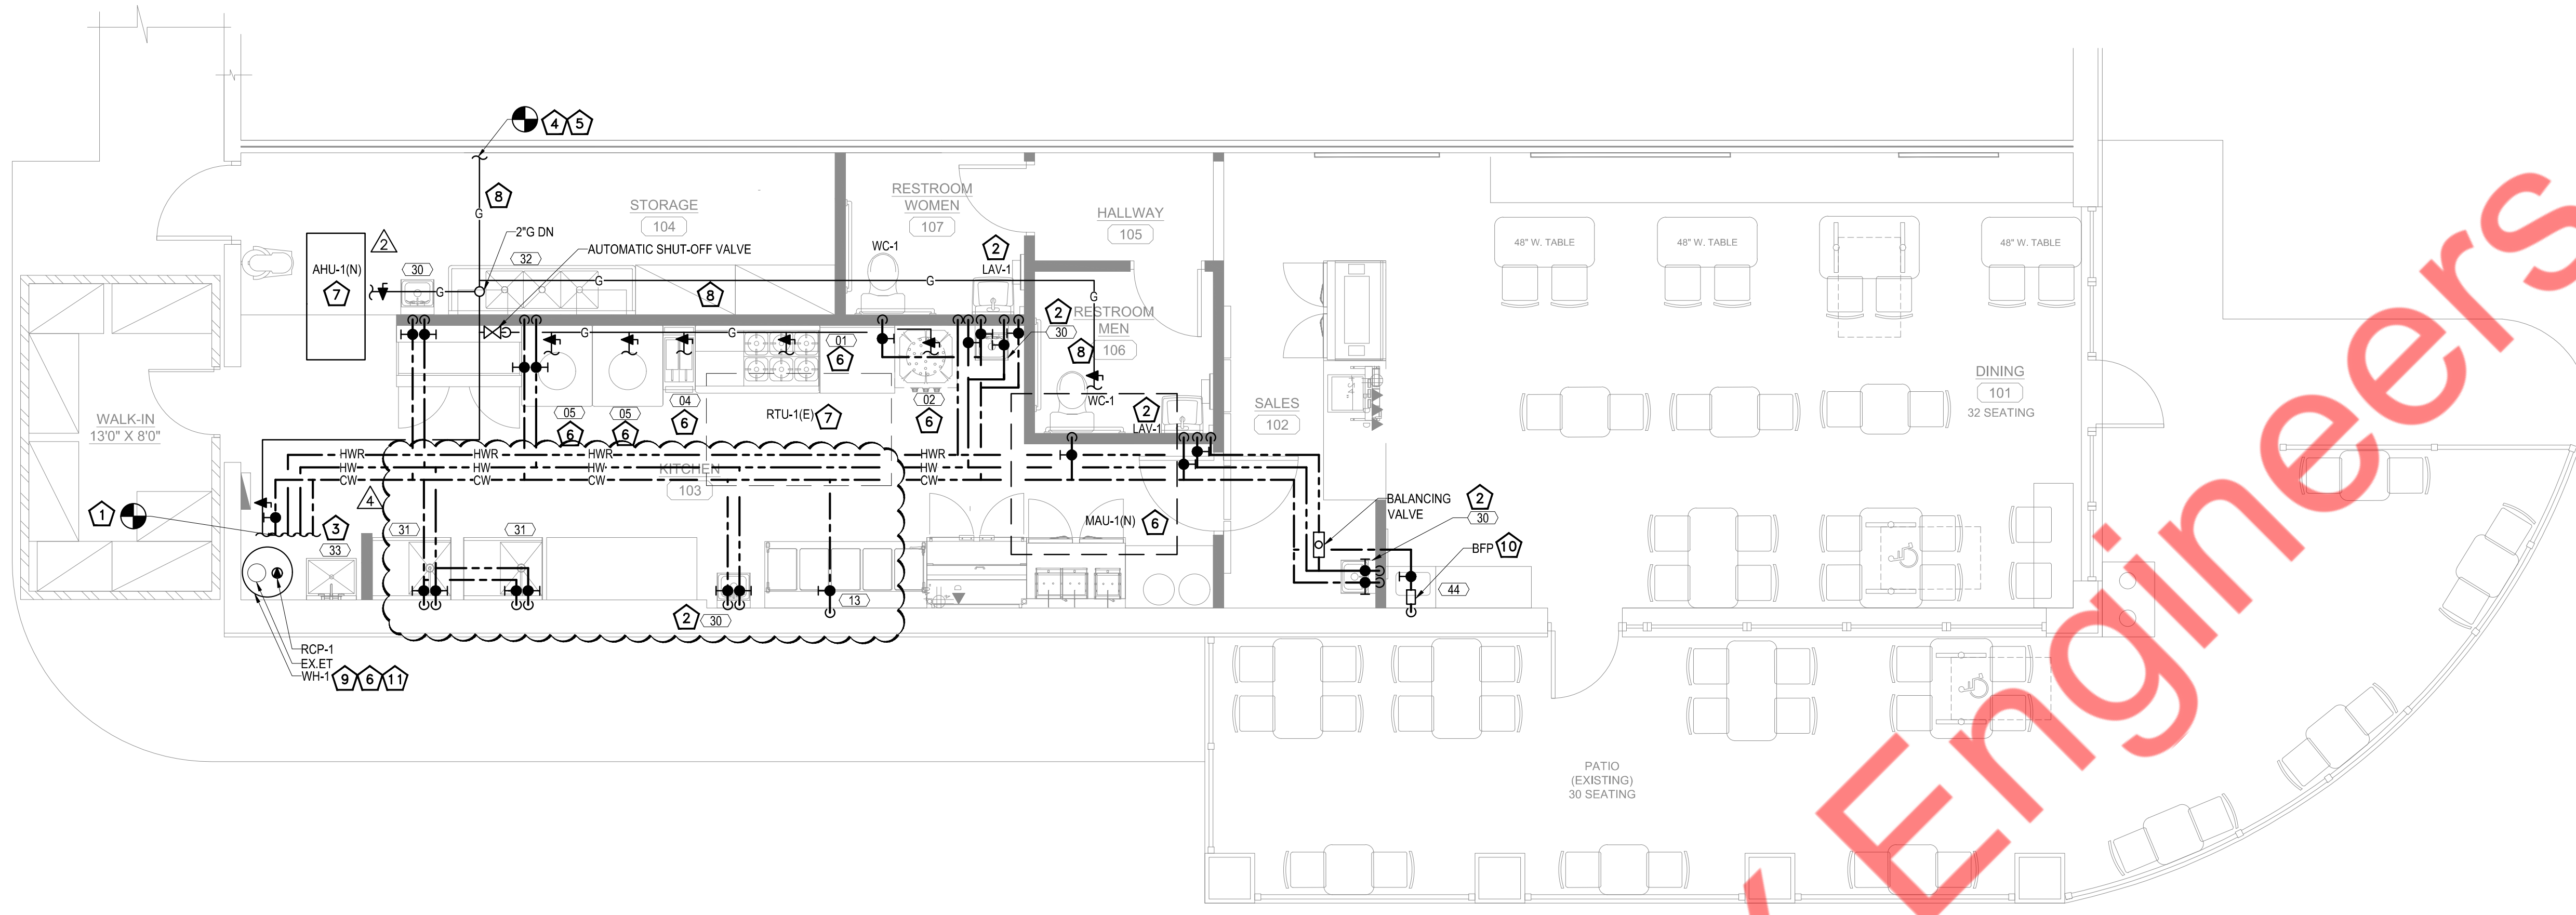 4 5
8
G
2"G DN
AUTOMATIC SHUT-OFF VALVE
STORAGE
104
RESTROOM
WOMEN
107
HALLWAY
105
WC-1
2
LAV-1
2
AHU-1(N)
7
30
32
G
G
G
8
G
2
30
RESTROOM
MEN
106
8
G
G
01
6
48" W. TABLE
48" W. TABLE
48" W. TABLE
WALK-IN
13'0" X 8'0"
05
6
05
6
04
6
RTU-1(E)
7
02
6
WC-1
2
LAV-1
SALES
102
DINING
101
32 SEATING
HWR
HWR
HWR
HWR
HW
HW
HW
HW
CW
CW
CW
CW
KITCHEN
103
4
1
3
33
31
31
MAU-1(N)
6
BALANCING
VALVE
2
30
BFP
10
13
44
2
30
RCP-1
EX.ET
WH-1
9 6 11
PATIO
(EXISTING)
30 SEATING
Engineers